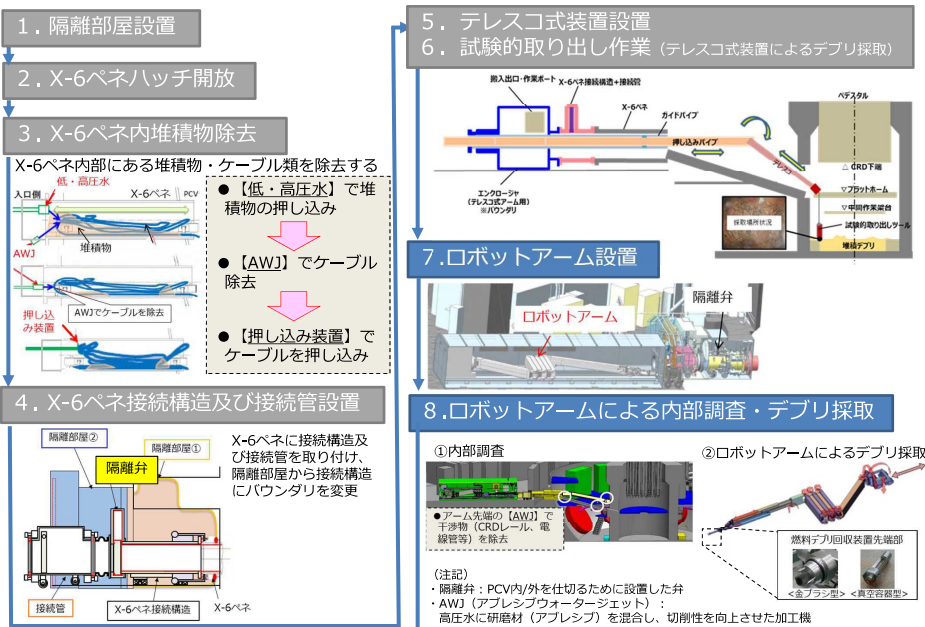 1．隔離部屋設置
2．X-6ペネハッチ開放
3．X-6ペネ内堆積物除去
X-6ペネ内部にある堆積物・ケーブル類を除去する
低・高圧水
入口側
X-6ペネ
PCV
堆積物
AWJ
AWJでケーブルを除去
押し込
み装置
●【低・高圧水】で堆
積物の押し込み
●【AWJ】でケーブル
除去
●【押し込み装置】で
ケーブルを押し込み
4．X-6ペネ接続構造及び接続管設置
隔離部屋②
隔離部屋①
隔離弁
X-6ペネに接続構造及
び接続管を取り付け、
隔離部屋から接続構造
にバウンダリを変更
接続管
X-6ペネ接続構造
X-6ペネ
5．テレスコ式装置設置
6．試験的取り出し作業（テレスコ式装置によるデブリ採取）
搬入出口・作業ポート
X-6ペネ接続構造+接続管
X-6ペネ
ガイドパイプ
押し込みパイプ
テレスコ
ペデスタル
△ CRD下端
▽プラットホーム
▽中間作業架台
試験的取り出しツール
堆積デブリ
採取場所状況
エンクロージャ
(テレスコ式アーム用)
※バウンダリ
7.ロボットアーム設置
ロボットアーム
隔離弁
8.ロボットアームによる内部調査・デブリ採取
①内部調査
●アーム先端の【AWJ】で
干渉物（CRDレール、電
線管等）を除去
②ロボットアームによるデブリ採取
燃料デブリ回収装置先端部
<金ブラシ型>
<真空容器型>
（注記）
・隔離弁：PCV内/外を仕切るために設置した弁
・AWJ（アブレシブウォータージェット）：
高圧水に研磨材（アブレシブ）を混合し、切削性を向上させた加工機